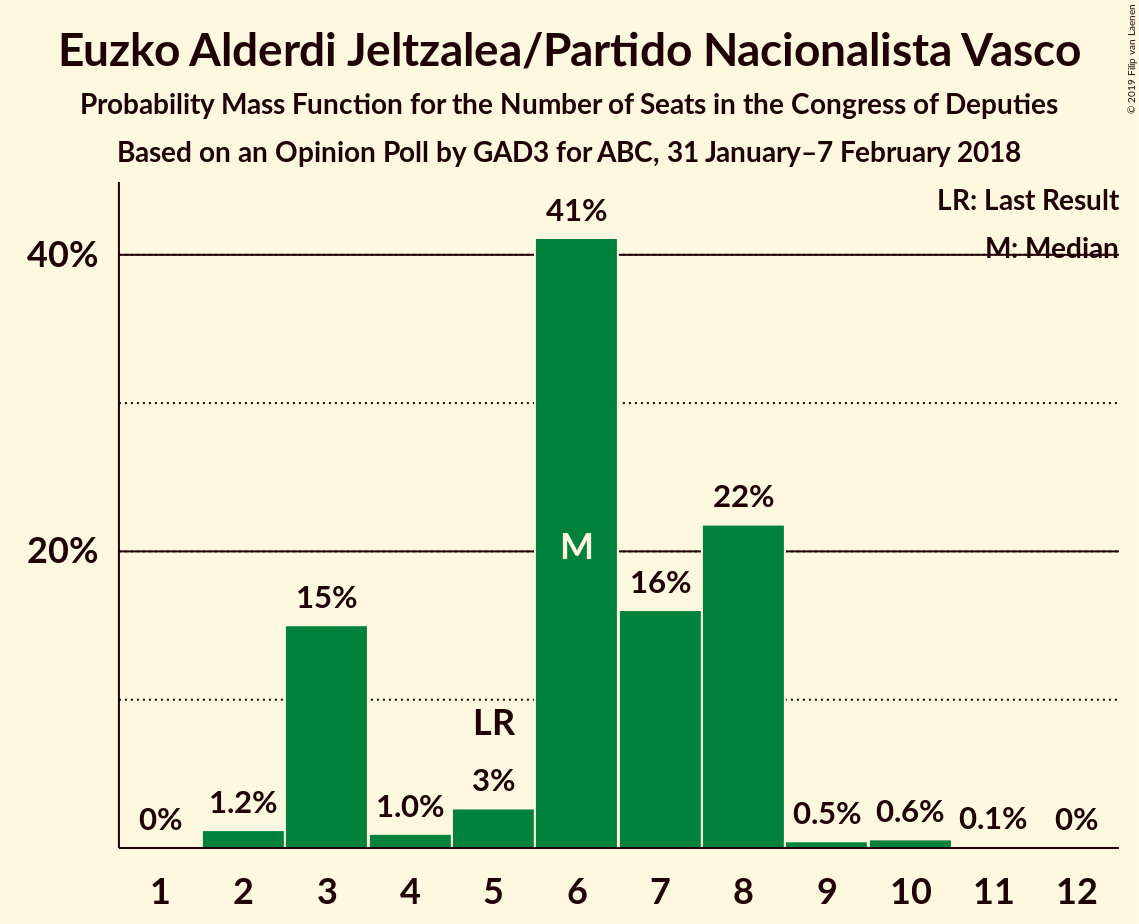 Euzko Alderdi Jeltzalea/Partido Nacionalista Vasco
Probability Mass Function for the Number of Seats in the Congress of Deputies
Based on an Opinion Poll by GAD3 for ABC, 31 January–7 February 2018
© 2019 Filip van Laenen
LR: Last Result
M: Median
40%
20%
0%
1.2%
15%
1.0%
LR
3%
41%
M
16%
22%
0.5%
0.6%
0.1%
0%
1 2 3 4 5 6 7 8 9 10 11 12